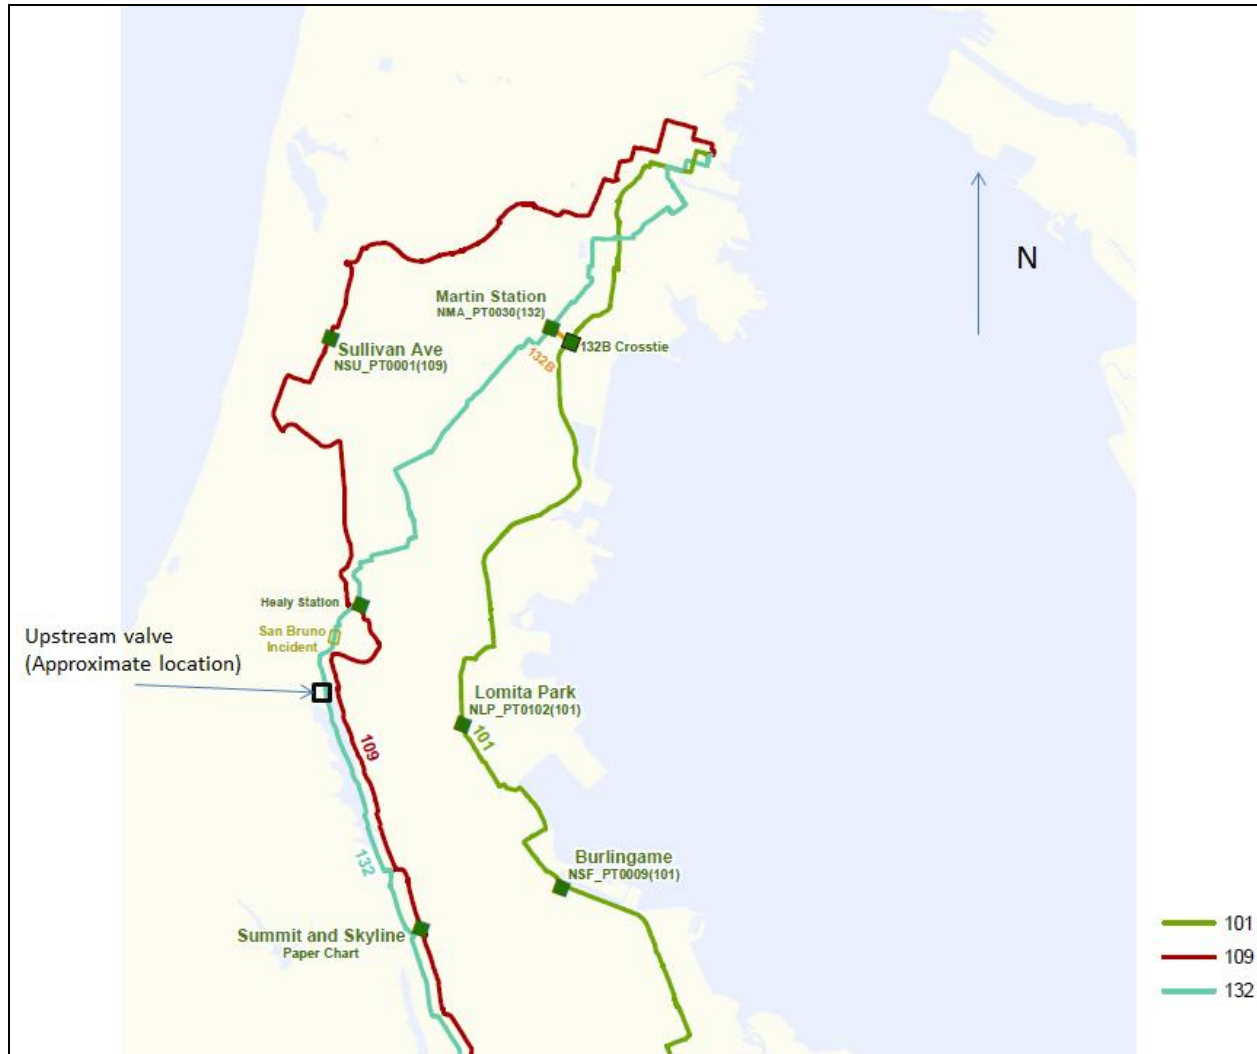 N
Martin Station
NMA_PT0030(132)
132B Crosstie
132B
Sullivan Ave
NSU_PT0001(109)
Healy Station
San Bruno
Incident
Upstream valve
(Approximate location)
Lomita Park
NLP_PT0102(101)
101
109
132
Burlingame
NSF_PT0009(101)
Summit and Skyline
Paper Chart
101
109
132